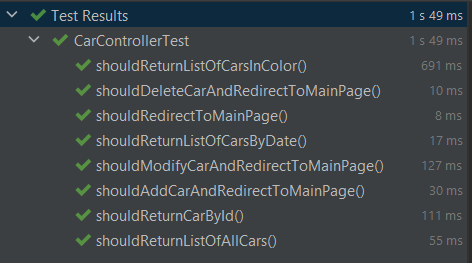 Test Results 1 s 49 ms
CarControllerTest 1 s 49 ms
shouldReturnListOfCarsInColor() 691 ms
shouldDeleteCarAndRedirectToMainPage() 10 ms
shouldRedirectToMainPage() 8 ms
shouldReturnListOfCarsByDate() 17 ms
shouldModifyCarAndRedirectToMainPage() 127 ms
shouldAddCarAndRedirectToMainPage() 30 ms
shouldReturnCarById() 111 ms
shouldReturnListOfAllCars() 55 ms